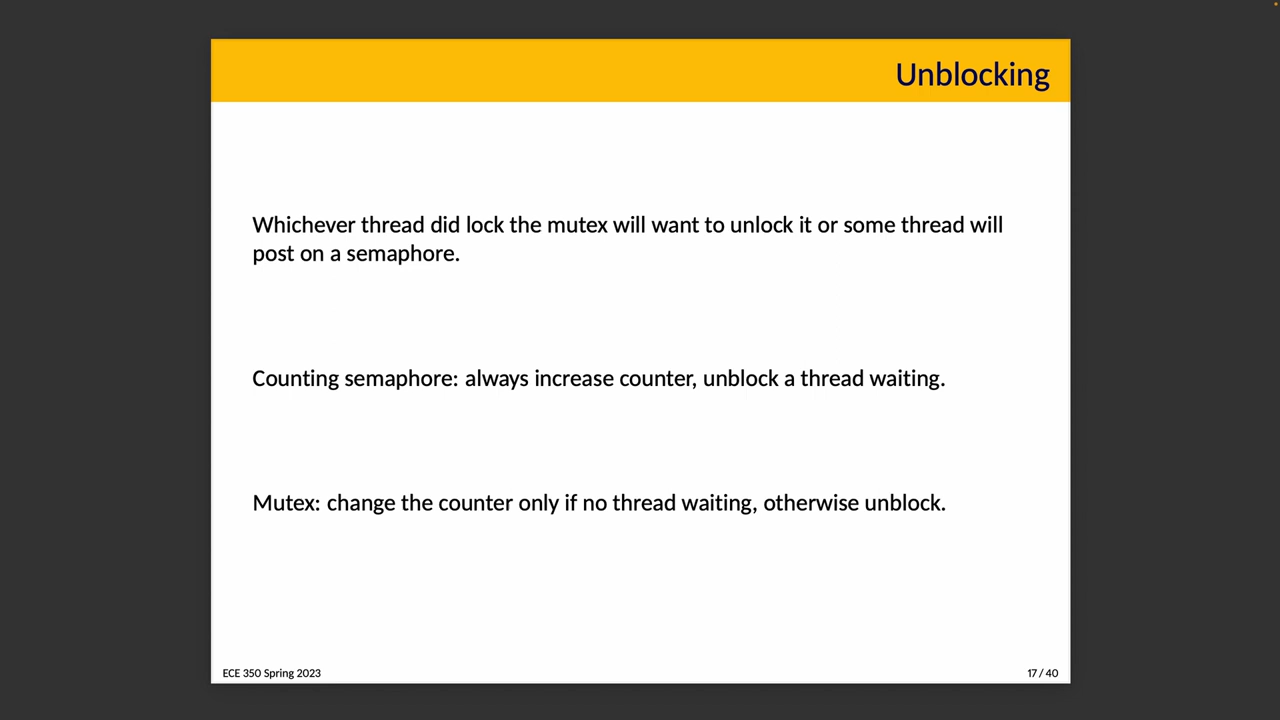 Unblocking
Whichever thread did lock the mutex will want to unlock it or some thread will
post on a semaphore.
Counting semaphore: always increase counter, unblock a thread waiting.
Mutex: change the counter only if no thread waiting, otherwise unblock.
ECE 350 Spring 2023
17 / 40